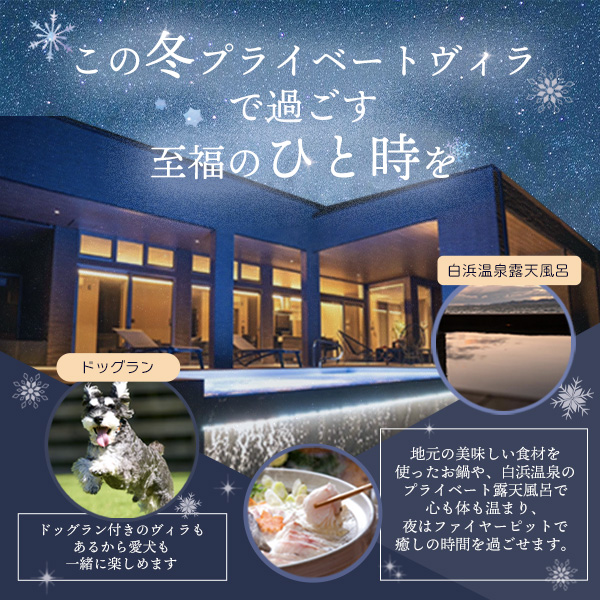 この冬プライベートヴィラ
で過ごす
至福のひと時を
白浜温泉露天風呂
ドッグラン
地元の美味しい食材を
使ったお鍋や、白浜温泉の
プライベート露天風呂で
心も体も温まり、
夜はファイヤーピットで
癒しの時間を過ごせます。
ドッグラン付きのヴィラも
あるから愛犬も
一緒に楽しめます